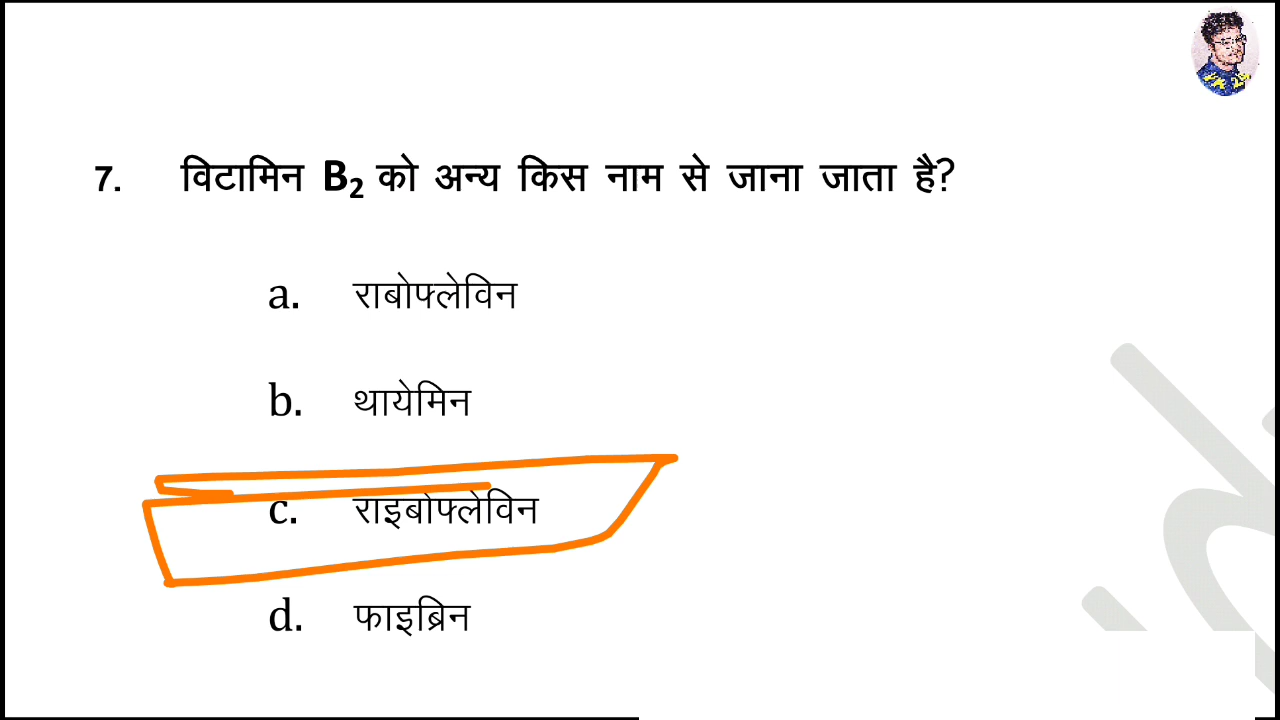 7. विटामिन B₂ को अन्य किस नाम से जाना जाता है?
a. राबोफ्लेविन
b. थायेमिन
c. राइबोफ्लेविन
d. फाइब्रिन